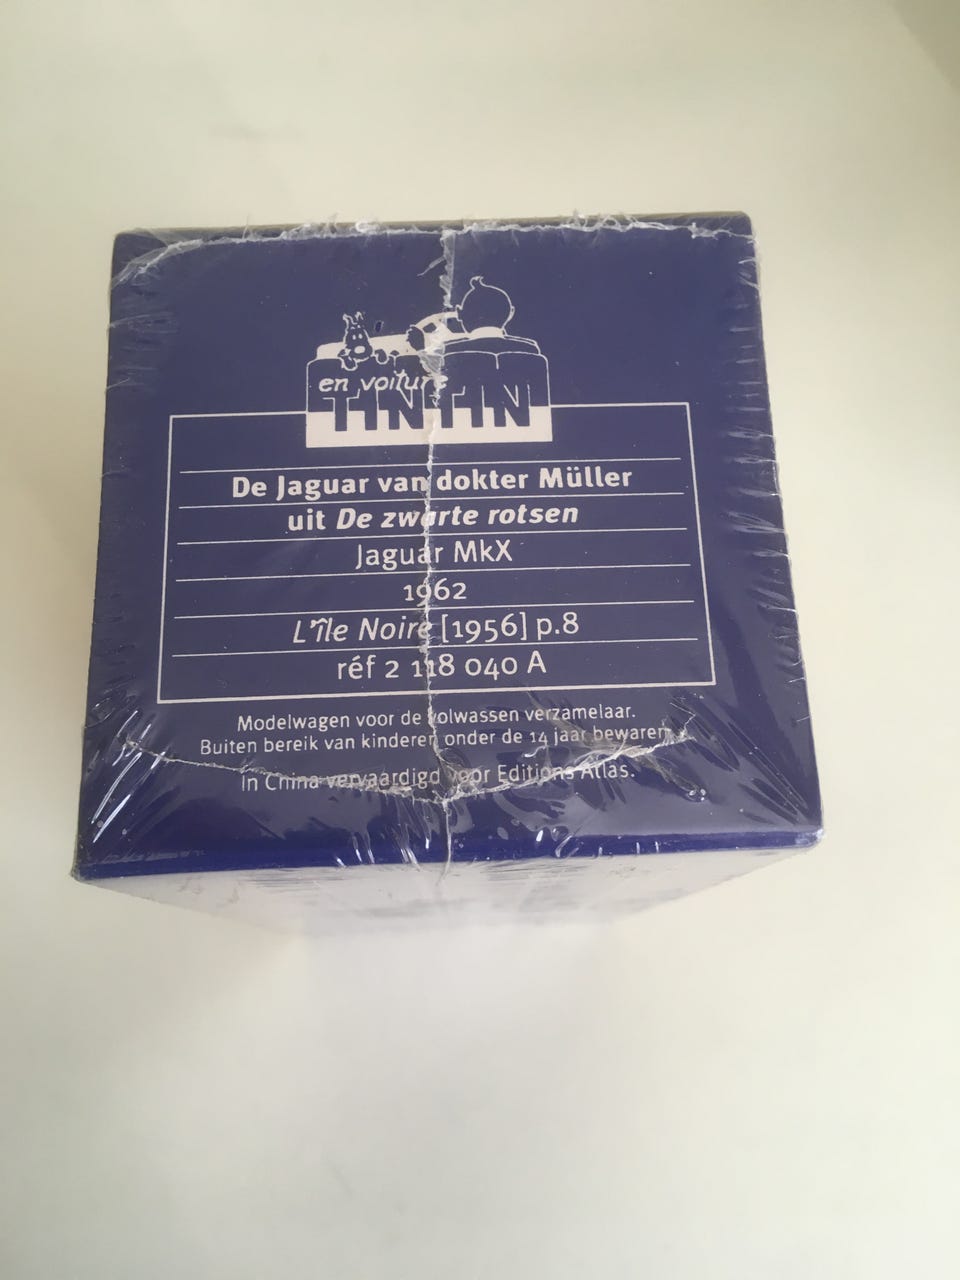 en voiture
TINTIN
De Jaguar van dokter Müller
uit De zwarte rotsen
Jaguar MkX
1962
L'île Noire [1956] p.8
réf 2 118 040 A
Modelwagen voor de volwassen verzamelaar.
Buiten bereik van kinderen onder de 14 jaar bewaren.
In China vervaardigd voor Editions Atlas.